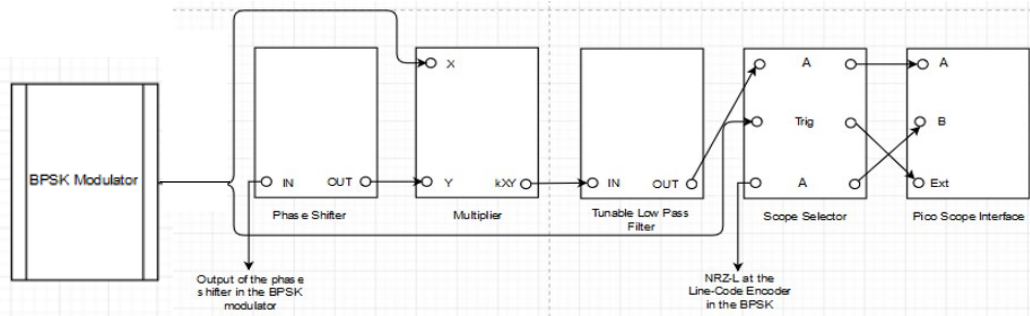 BPSK Modulator
IN
OUT
Phase Shifter
Output of the phase
shifter in the BPSK
modulator
X
Y
kXY
Multiplier
IN
OUT
Tunable Low Pass
Filter
A
Trig
A
Scope Selector
NRZ-L at the
Line-Code Encoder
in the BPSK
A
B
Ext
Pico Scope Interface